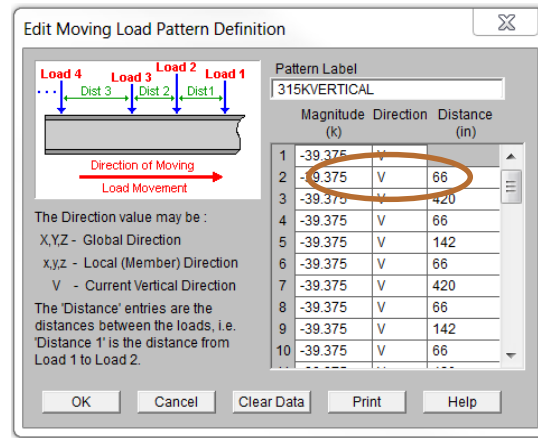 Edit Moving Load Pattern Definition
Load 4 Load 3 Load 2 Load 1
Dist 3 Dist 2 Dist1
Direction of Moving
Load Movement
The Direction value may be :
X,Y,Z - Global Direction
x,y,z - Local (Member) Direction
V - Current Vertical Direction
The 'Distance' entries are the
distances between the loads, i.e.
'Distance 1' is the distance from
Load 1 to Load 2.
Pattern Label
315KVERTICAL
Magnitude Direction Distance
(k) (in)
1 -39.375 V
2 -39.375 V 66
3 -39.375 V 420
4 -39.375 V 66
5 -39.375 V 142
6 -39.375 V 66
7 -39.375 V 420
8 -39.375 V 66
9 -39.375 V 142
10 -39.375 V 66
OK Cancel Clear Data Print Help